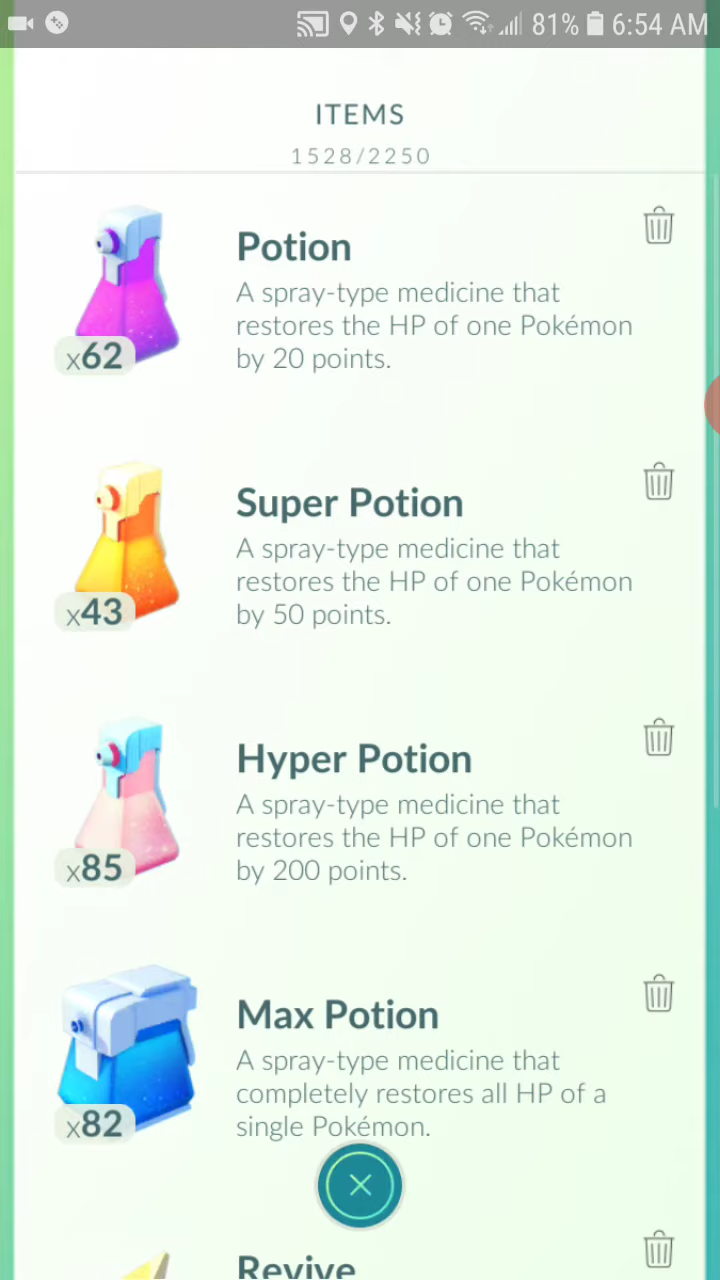 81% 6:54 AM
ITEMS
1528/2250
Potion
A spray-type medicine that
restores the HP of one Pokémon
by 20 points.
x62
Super Potion
A spray-type medicine that
restores the HP of one Pokémon
by 50 points.
x43
Hyper Potion
A spray-type medicine that
restores the HP of one Pokémon
by 200 points.
x85
Max Potion
A spray-type medicine that
completely restores all HP of a
single Pokémon.
x82
Revive